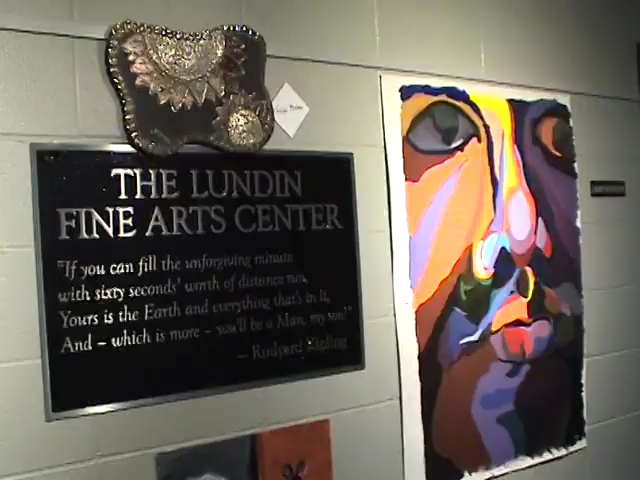 THE LUNDIN
FINE ARTS CENTER
"If you can fill the unforgiving minute
with sixty seconds' worth of distance run,
Yours is the Earth and everything that's in it,
And – which is more – you'll be a Man, my son!"
– Rudyard Kipling